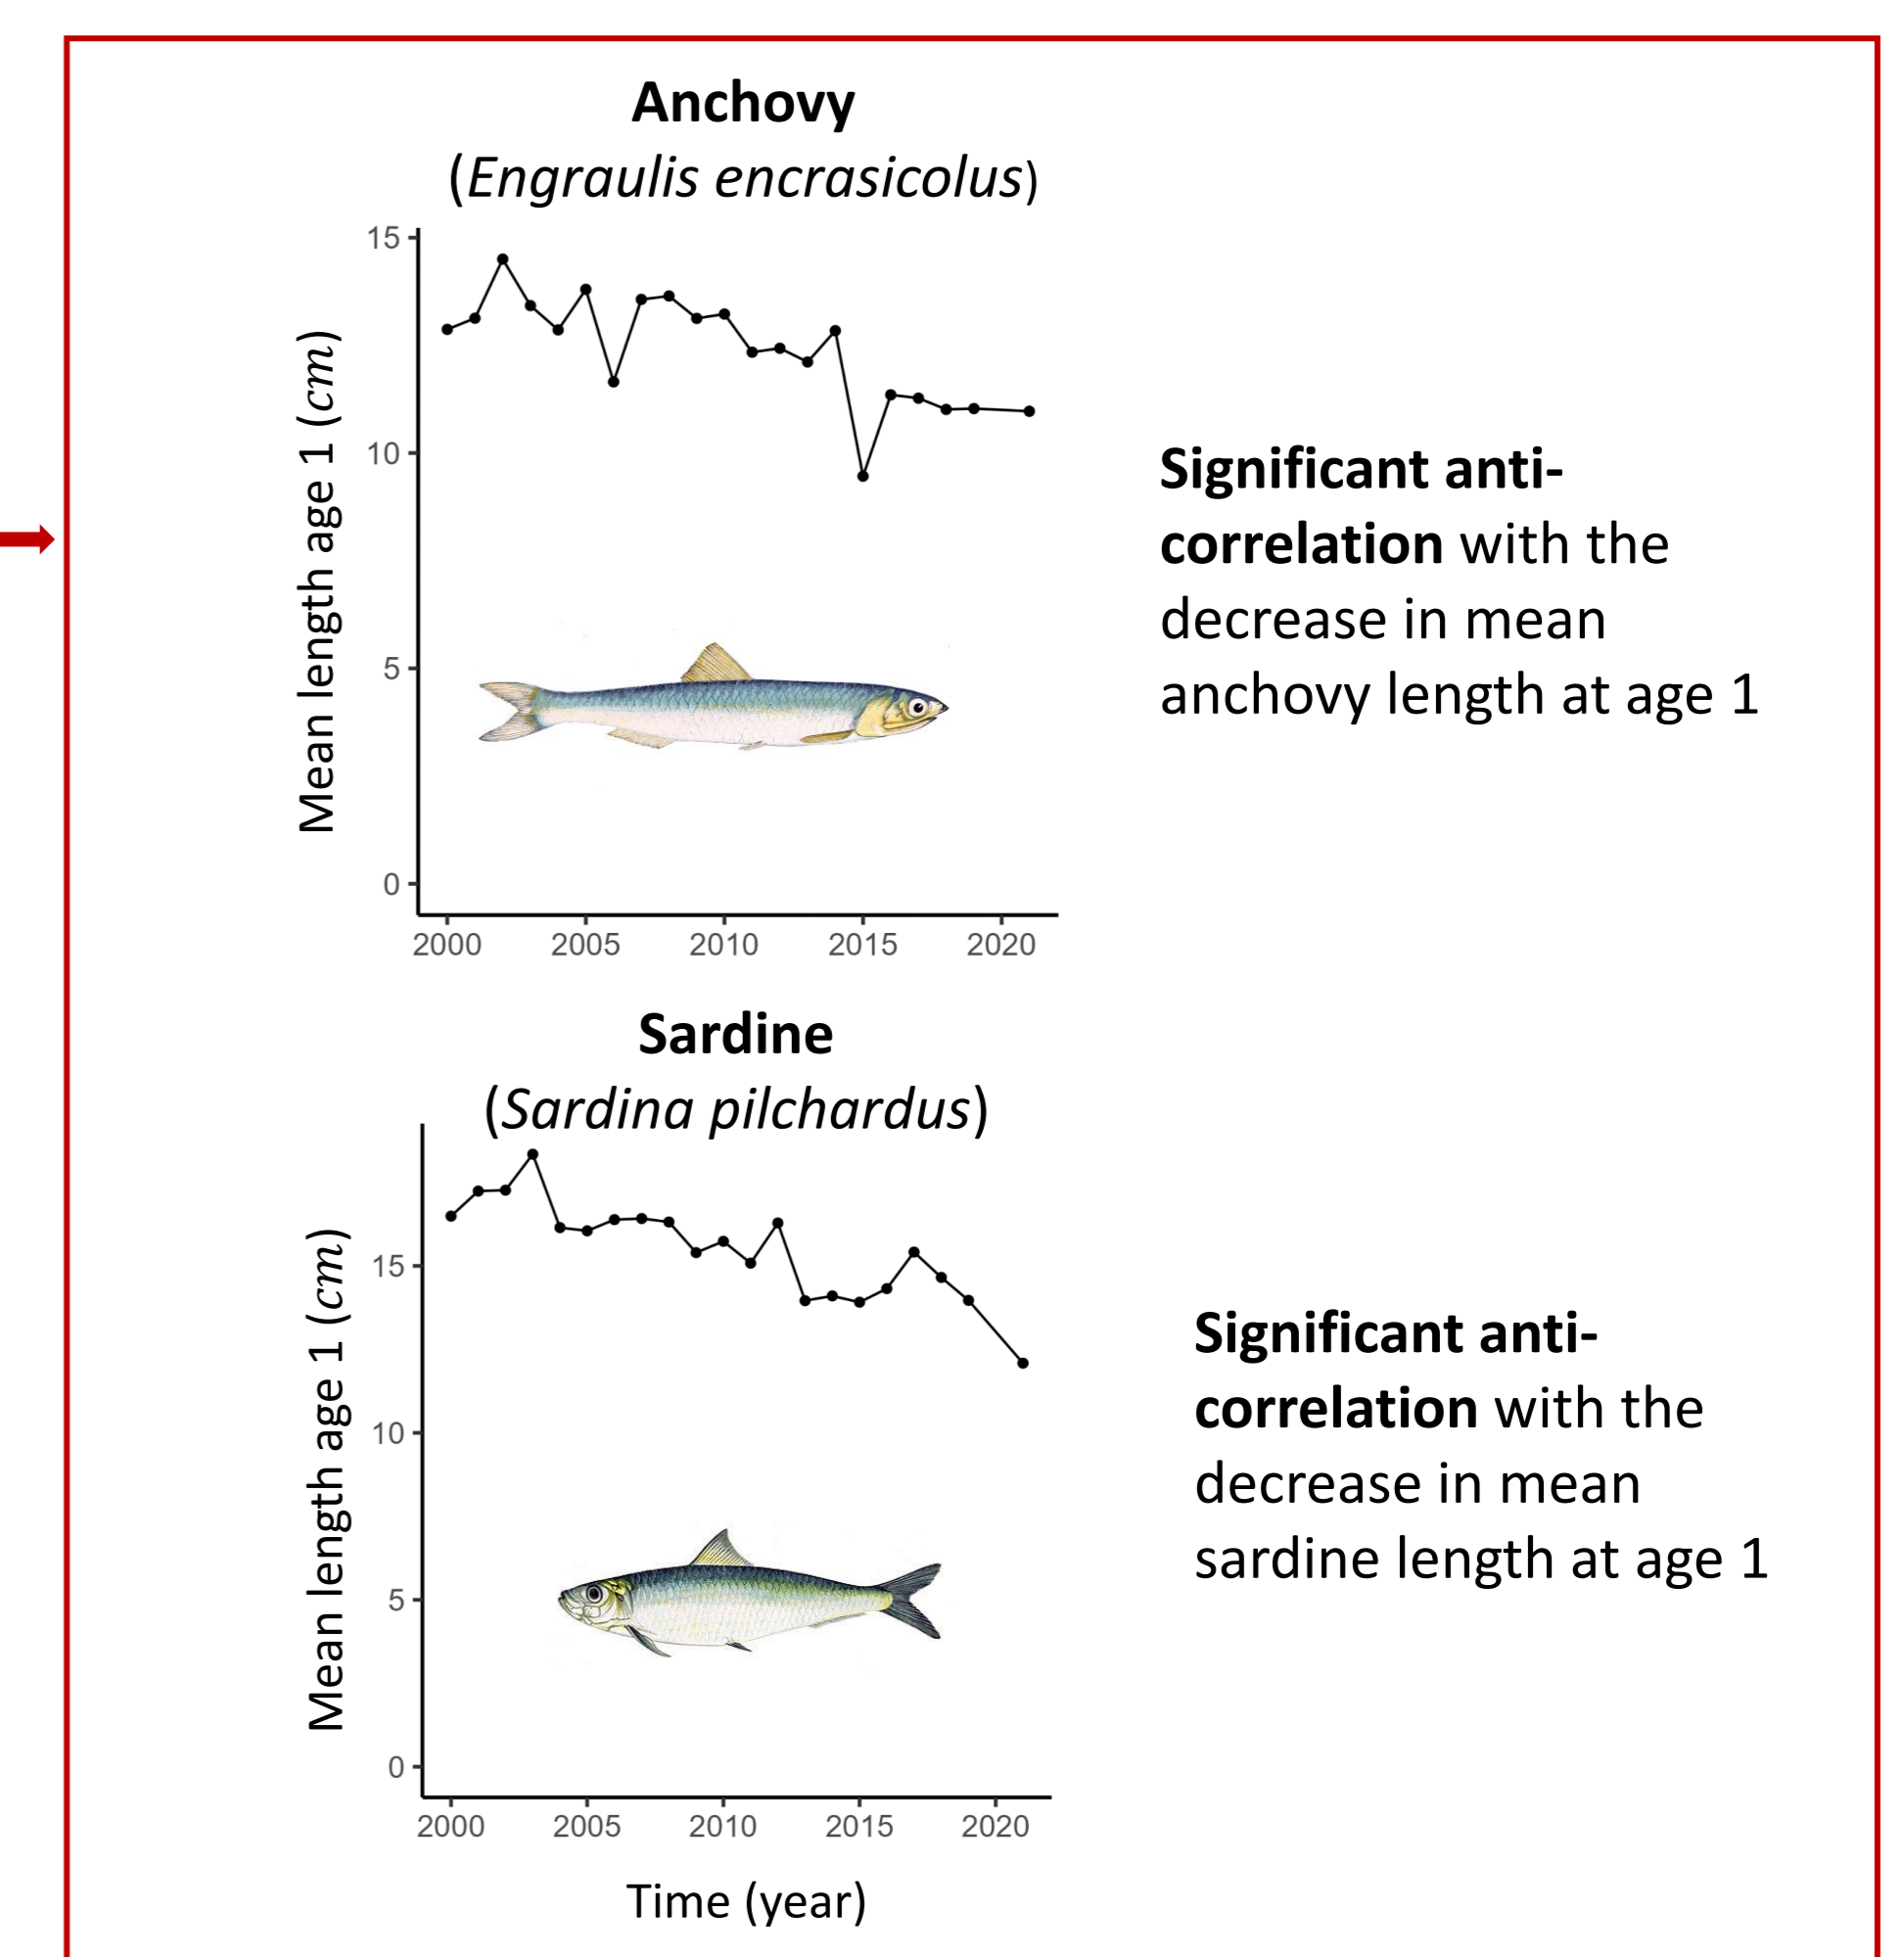 Anchovy
(Engraulis encrasicolus)
Mean length age 1 (cm)
15
10
5
0
2000 2005 2010 2015 2020
Significant anti-
correlation with the
decrease in mean
anchovy length at age 1
Sardine
(Sardina pilchardus)
Mean length age 1 (cm)
15
10
5
0
2000 2005 2010 2015 2020
Time (year)
Significant anti-
correlation with the
decrease in mean
sardine length at age 1